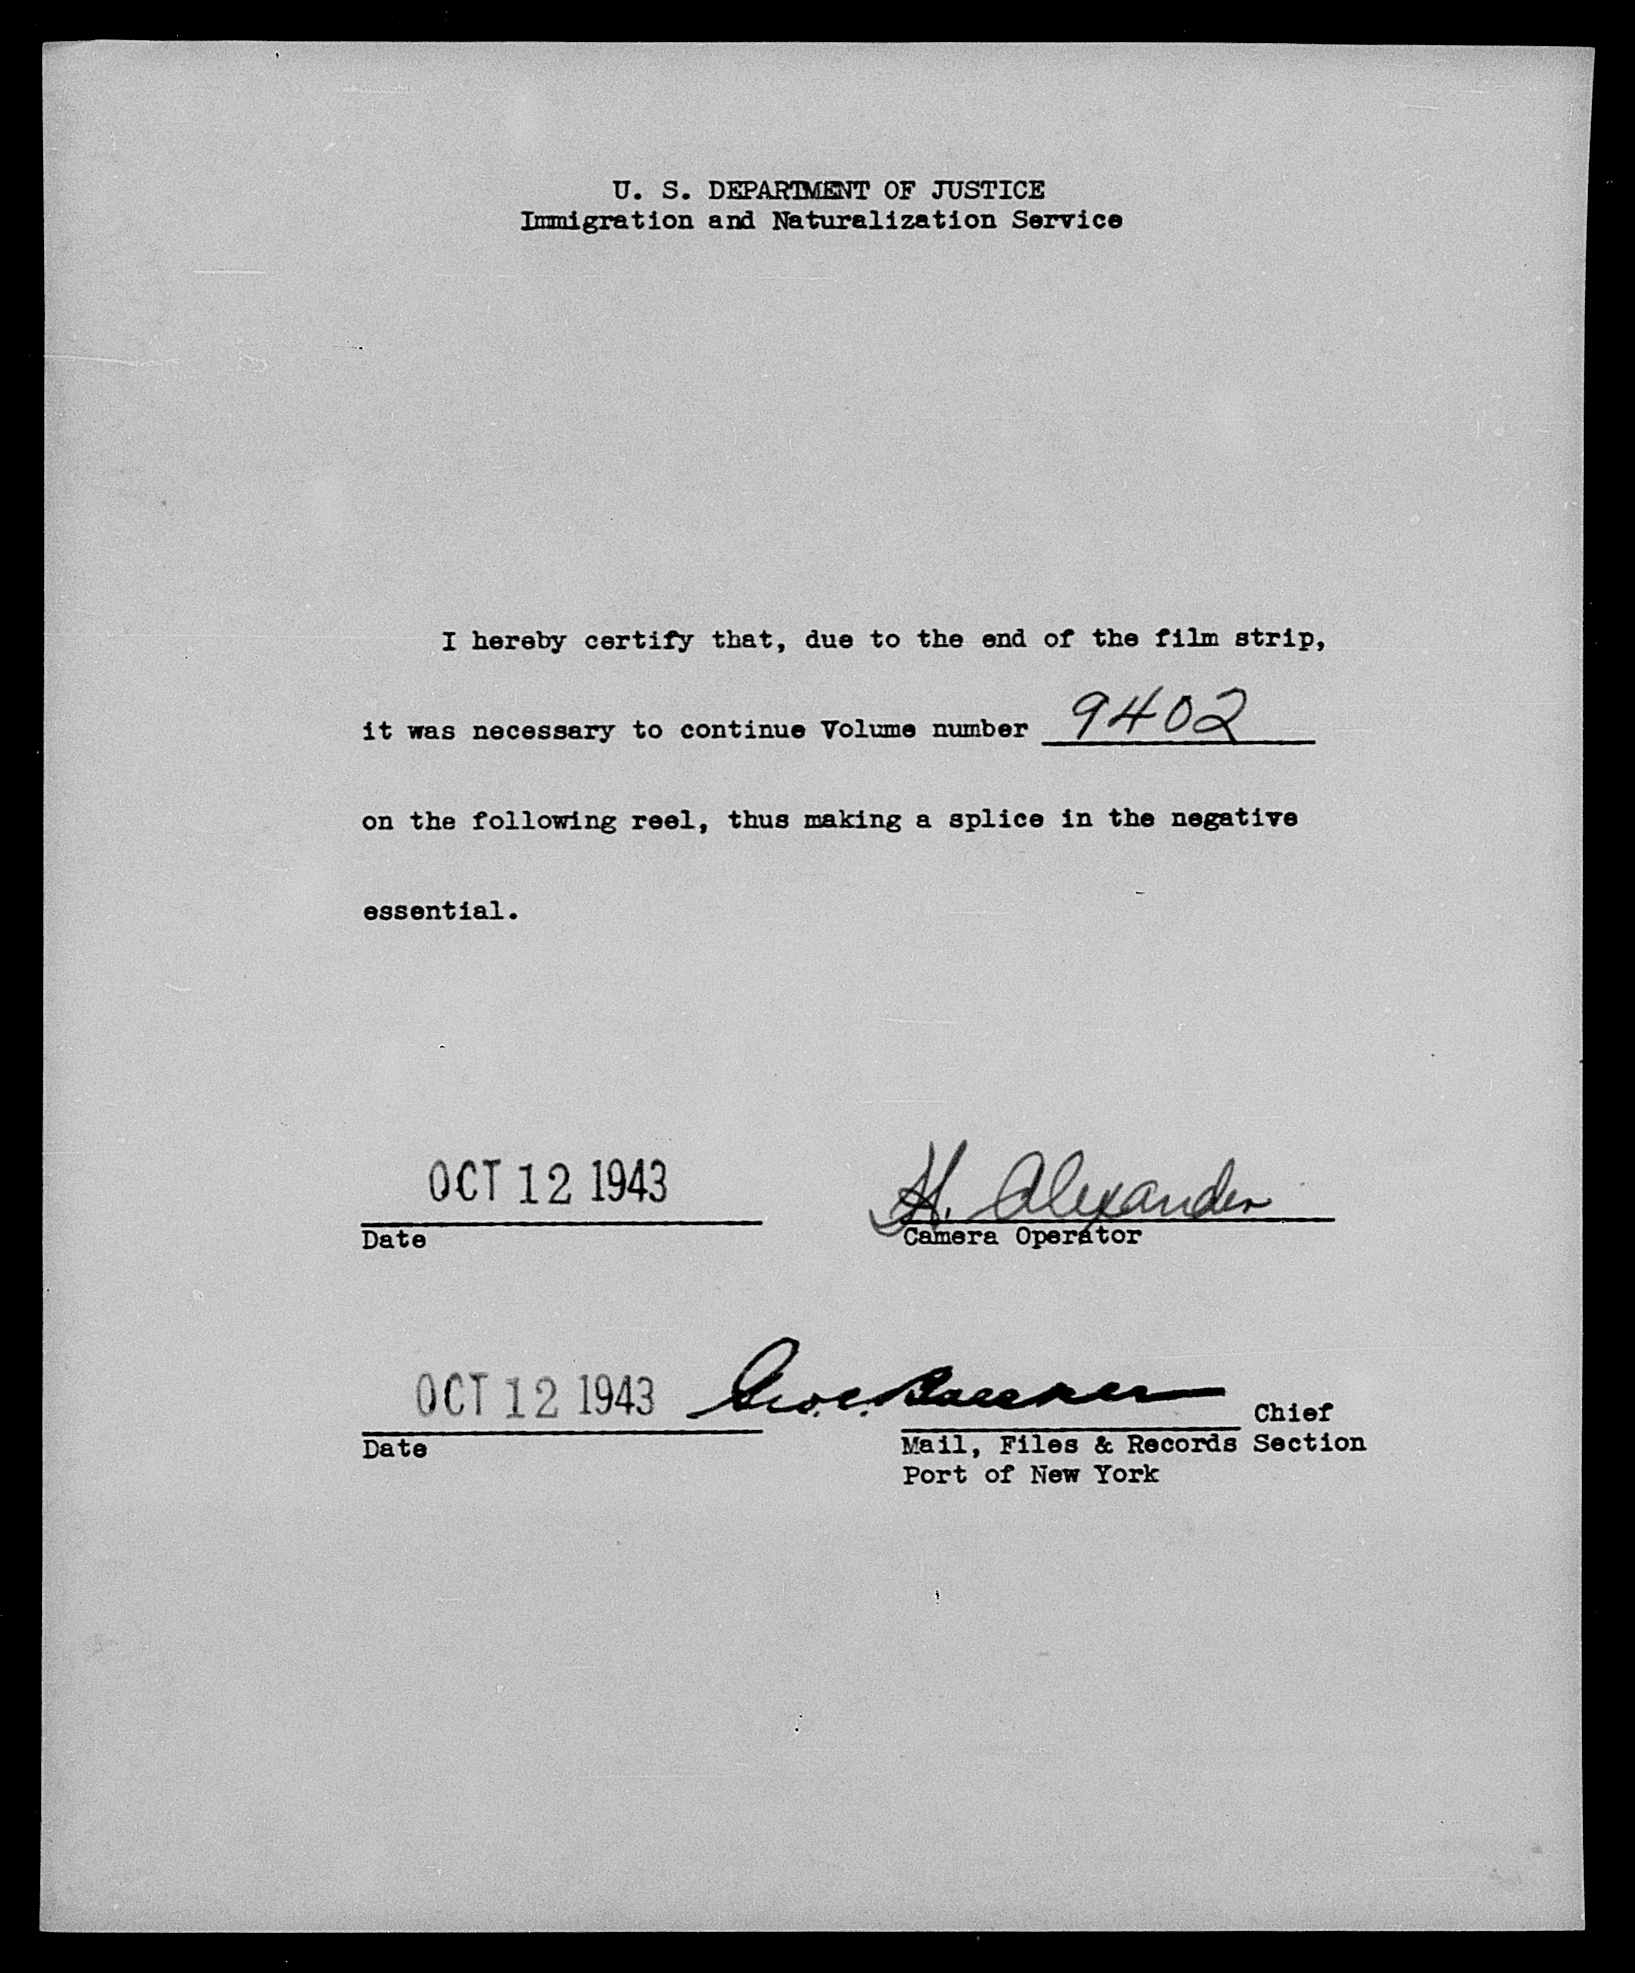 U. S. DEPARTMENT OF JUSTICE
Immigration and Naturalization Service
I hereby certify that, due to the end of the film strip,
it was necessary to continue Volume number 9402
on the following reel, thus making a splice in the negative
essential.
OCT 12 1943 H. Alexander
Date Camera Operator
OCT 12 1943 Geo. C. Chief
Date Mail, Files & Records Section
Port of New York